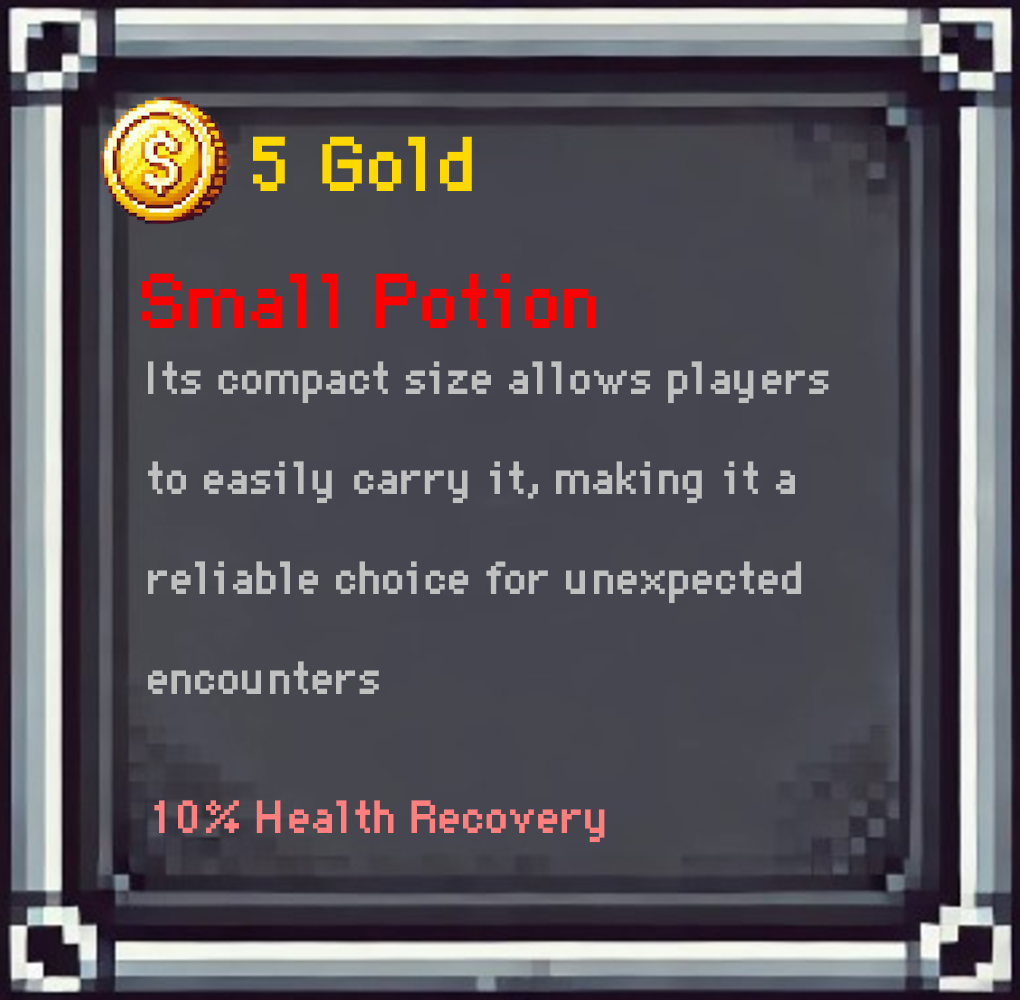 $ 5 Gold
Small Potion
Its compact size allows players
to easily carry it, making it a
reliable choice for unexpected
encounters
10% Health Recovery